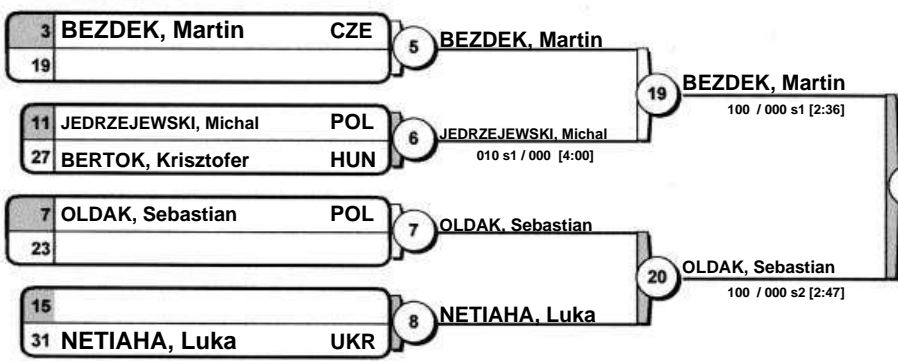 3 BEZDEK, Martin CZE
19
5
BEZDEK, Martin
11 JEDRZEJEWSKI, Michal POL
27 BERTOK, Krisztofer HUN
6
JEDRZEJEWSKI, Michal
010 s1 / 000 [4:00]
19
BEZDEK, Martin
100 / 000 s1 [2:36]
7 OLDAK, Sebastian POL
23
7
OLDAK, Sebastian
15
31 NETIAHA, Luka UKR
8
NETIAHA, Luka
20
OLDAK, Sebastian
100 / 000 s2 [2:47]